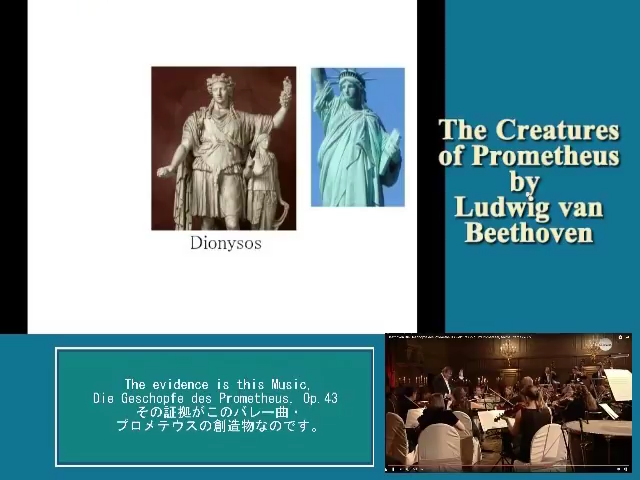 Dionysos
The Creatures
of Prometheus
by
Ludwig van
Beethoven
The evidence is this Music,
Die Geschopfe des Prometheus, Op.43
その証拠がこのバレー曲・
プロメテウスの創造物なのです。